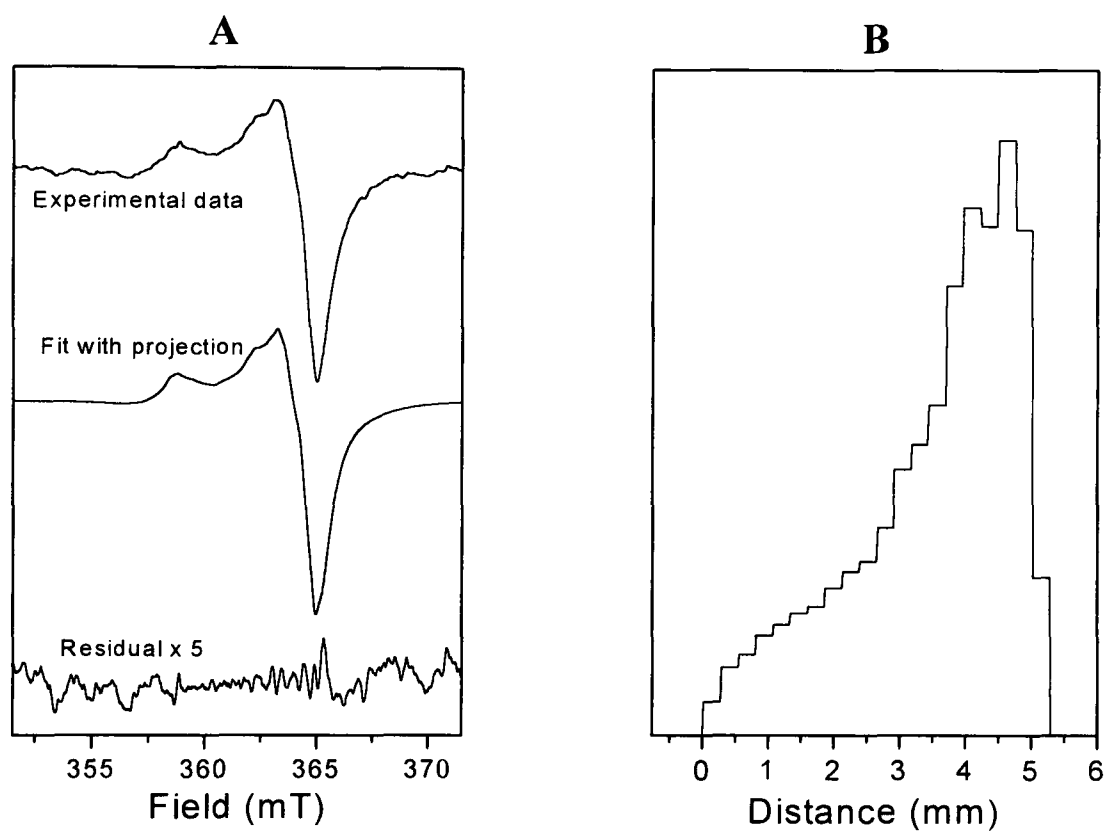 A
B
Experimental data
Fit with projection
Residual x 5
355 360 365 370
Field (mT)
0 1 2 3 4 5 6
Distance (mm)